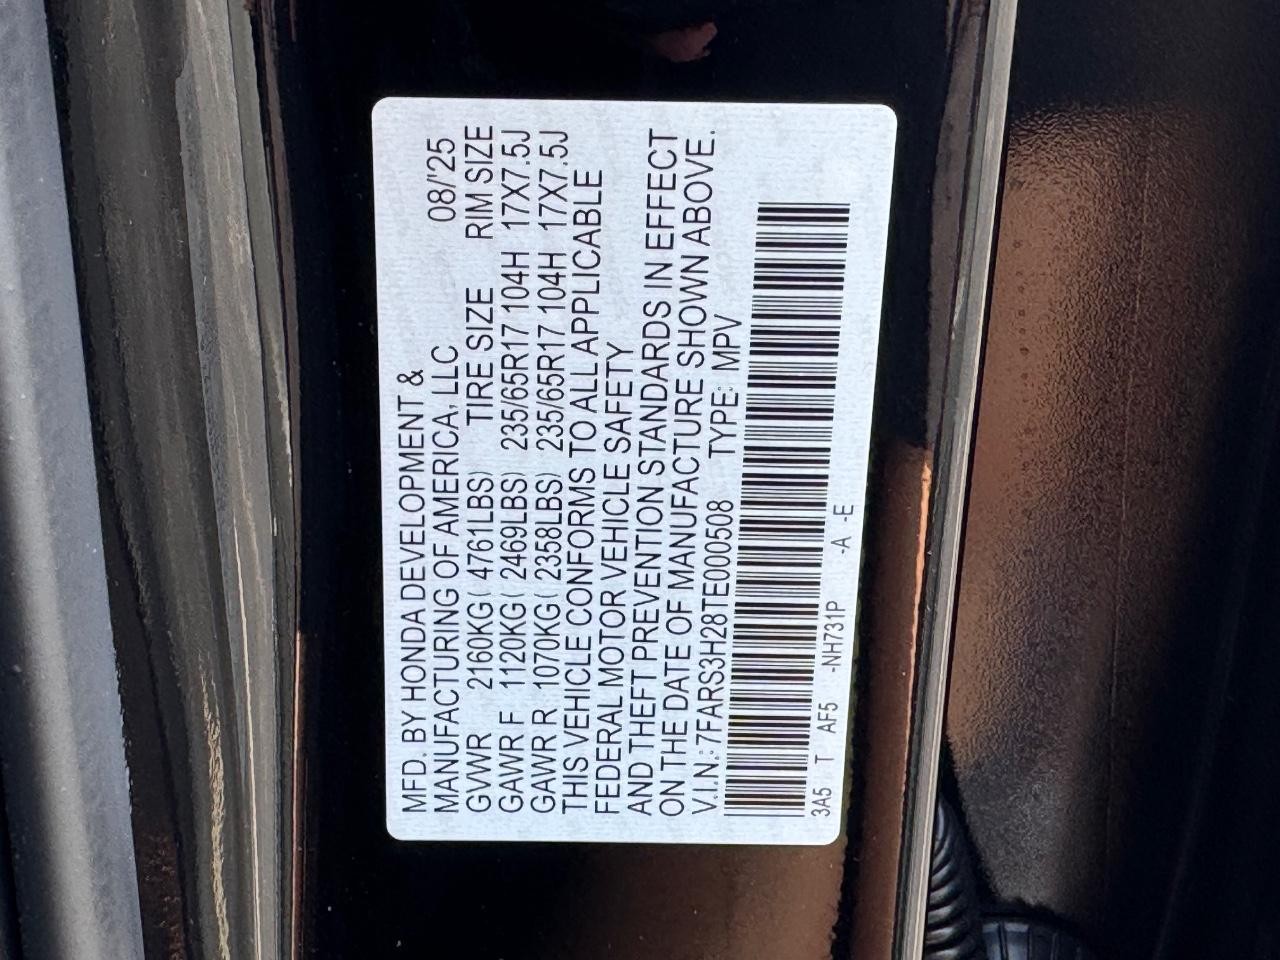 MFD. BY HONDA DEVELOPMENT &
MANUFACTURING OF AMERICA, LLC 08/'25
GVWR 2160KG( 4761LBS) TIRE SIZE RIM SIZE
GAWR F 1120KG( 2469LBS) 235/65R17 104H 17X7.5J
GAWR R 1070KG( 2358LBS) 235/65R17 104H 17X7.5J
THIS VEHICLE CONFORMS TO ALL APPLICABLE
FEDERAL MOTOR VEHICLE SAFETY
AND THEFT PREVENTION STANDARDS IN EFFECT
ON THE DATE OF MANUFACTURE SHOWN ABOVE.
V.I.N.: 7FARS3H28TE000508 TYPE: MPV
3A5 T AF5 -NH731P -A -E